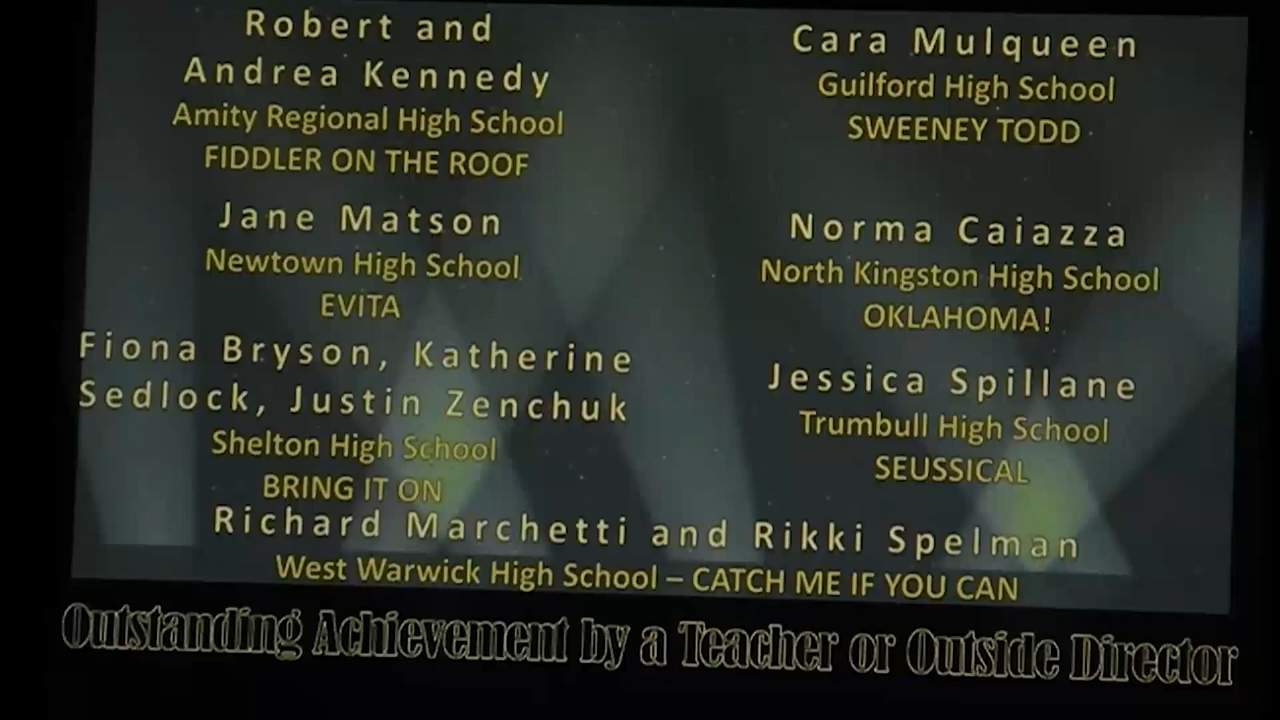 Robert and
Andrea Kennedy
Amity Regional High School
FIDDLER ON THE ROOF
Jane Matson
Newtown High School
EVITA
Fiona Bryson, Katherine
Sedlock, Justin Zenchuk
Shelton High School
BRING IT ON
Cara Mulqueen
Guilford High School
SWEENEY TODD
Norma Caiazza
North Kingston High School
OKLAHOMA!
Jessica Spillane
Trumbull High School
SEUSSICAL
Richard Marchetti and Rikki Spelman
West Warwick High School – CATCH ME IF YOU CAN
Outstanding Achievement by a Teacher or Outside Director